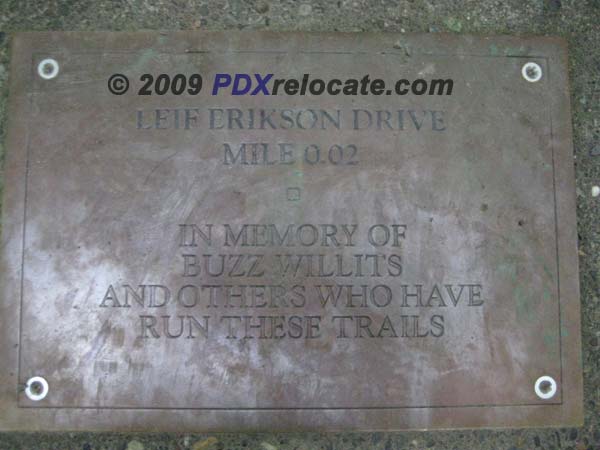 © 2009 PDXrelocate.com
LEIF ERIKSON DRIVE
MILE 0.02
IN MEMORY OF
BUZZ WILLITS
AND OTHERS WHO HAVE
RUN THESE TRAILS